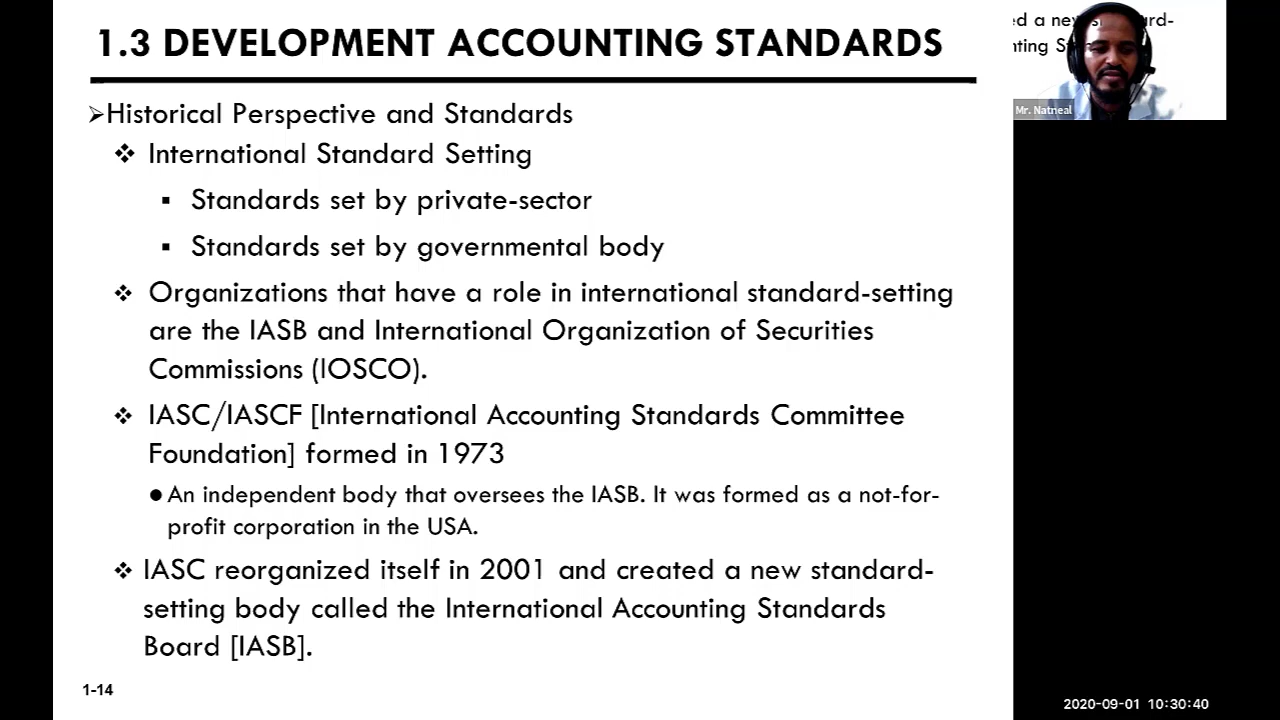 1.3 DEVELOPMENT ACCOUNTING STANDARDS
➢Historical Perspective and Standards
❖ International Standard Setting
▪ Standards set by private-sector
▪ Standards set by governmental body
❖ Organizations that have a role in international standard-setting
are the IASB and International Organization of Securities
Commissions (IOSCO).
❖ IASC/IASCF [International Accounting Standards Committee
Foundation] formed in 1973
● An independent body that oversees the IASB. It was formed as a not-for-
profit corporation in the USA.
❖ IASC reorganized itself in 2001 and created a new standard-
setting body called the International Accounting Standards
Board [IASB].
1-14
a new
Mr. Natneal
2020-09-01 10:30:40